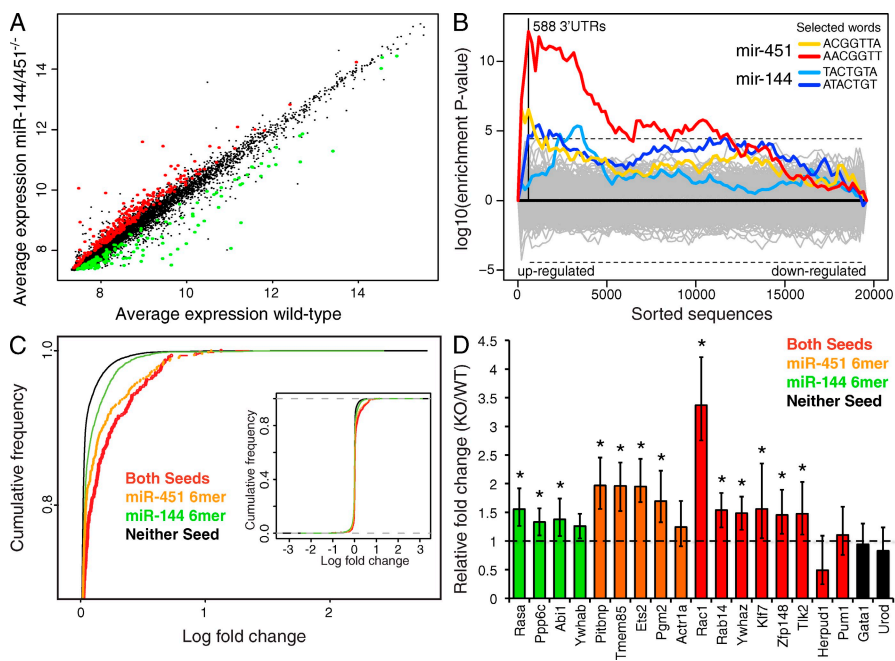 A
Average expression miR-144/451-/-
14
12
10
8
8
10
12
14
Average expression wild-type
B
588 3'UTRs
Selected words
mir-451
ACGGTTA
AACGGTT
mir-144
TACTGTA
ATACTGT
log10(enrichment P-value)
10
5
0
−5
up-regulated
down-regulated
0
5000
10000
15000
20000
Sorted sequences
C
Cumulative frequency
1.0
0.8
Both Seeds
miR-451 6mer
miR-144 6mer
Neither Seed
0
1
2
Log fold change
Cumulative frequency
0.8
0.4
0.0
-3
-2
-1
0
1
2
3
Log fold change
D
Relative fold change (KO/WT)
4.5
4
3.5
3
2.5
2
1.5
1
0.5
0
Both Seeds
miR-451 6mer
miR-144 6mer
Neither Seed
*
*
*
*
*
*
*
*
*
*
*
*
*
Rasa
Ppp6c
Abi1
Ywhab
Pitbnp
Tmem85
Ets2
Pgm2
Actr1a
Rac1
Rab14
Ywhaz
Klf7
Zfp148
Tlk2
Herpud1
Pum1
Gata1
Urod